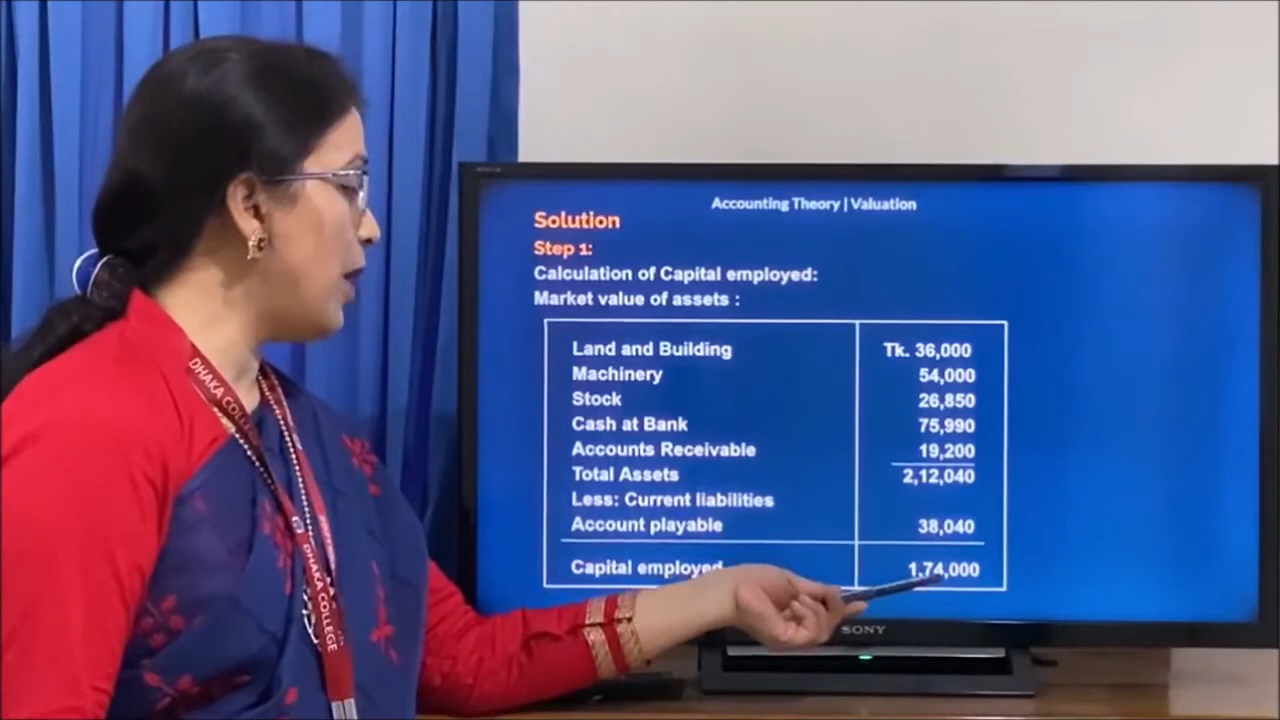 Accounting Theory | Valuation
Solution
Step 1:
Calculation of Capital employed:
Market value of assets :
Land and Building Tk. 36,000
Machinery 54,000
Stock 26,850
Cash at Bank 75,990
Accounts Receivable 19,200
Total Assets 2,12,040
Less: Current liabilities
Account playable 38,040
Capital employed 1,74,000
SONY
DHAKA COLLEGE
DHAKA COLLEGE